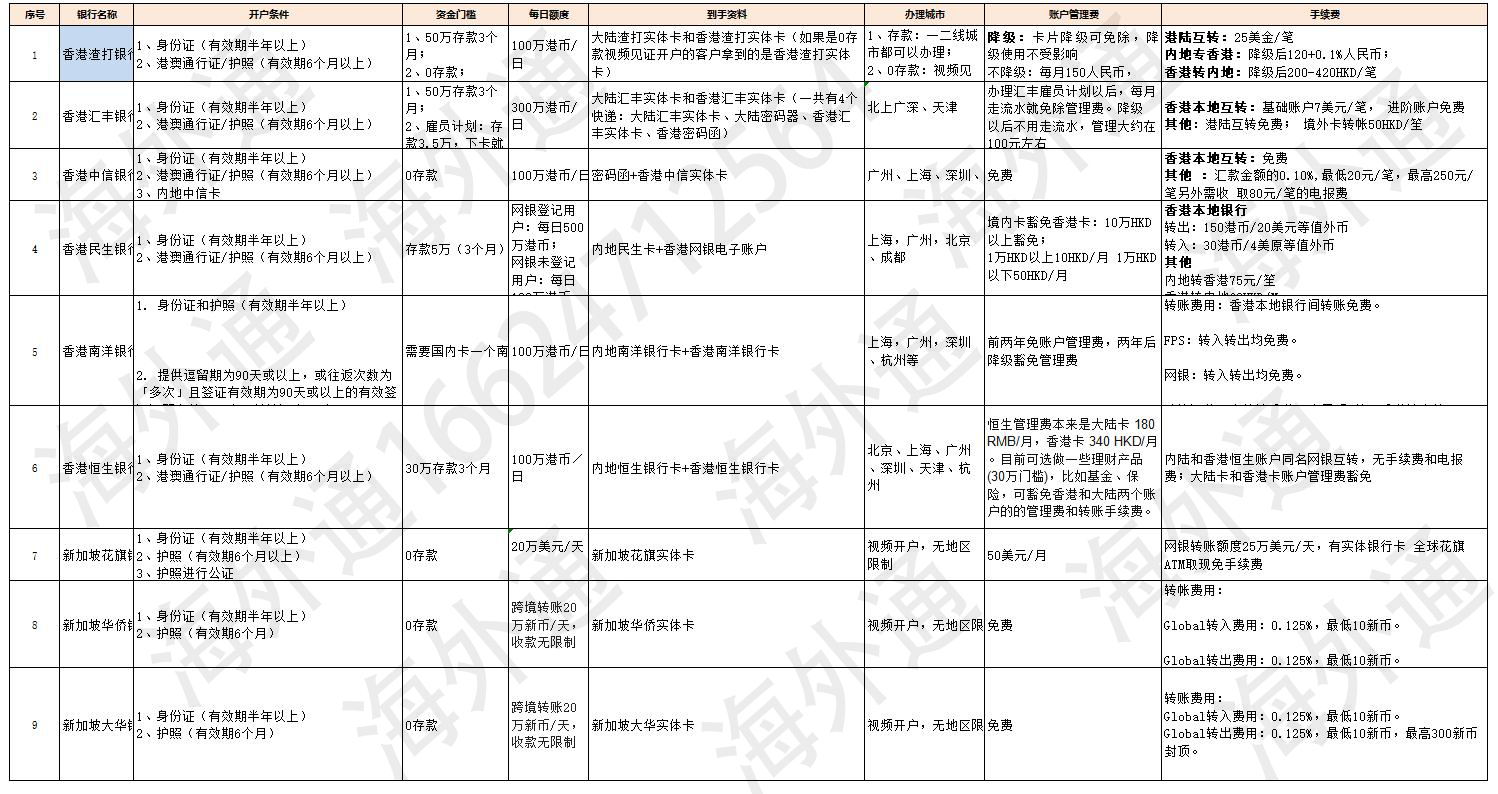 序号 银行名称 开户条件 资金门槛 每日额度 到手资料 办理城市 账户管理费 手续费
1
香港渣打银行
1、身份证（有效期半年以上）
2、港澳通行证/护照（有效期6个月以上）
1、50万存款3个
月；
2、0存款；
100万港币/
日
大陆渣打实体卡和香港渣打实体卡（如果是0存
款视频见证开户的客户拿到的是香港渣打实体
卡）
1、存款：一二线城
市都可以办理；
2、0存款：视频见
降级：卡片降级可免除，降
级使用不受影响
不降级：每月150人民币，
港陆互转：25美金/笔
内地专香港：降级后120+0.1%人民币；
香港转内地：降级后200-420HKD/笔
2
香港汇丰银行
1、身份证（有效期半年以上）
2、港澳通行证/护照（有效期6个月以上）
1、50万存款3个
月；
2、雇员计划：存
款3.5万，下卡就
300万港币/
日
大陆汇丰实体卡和香港汇丰实体卡（一共有4个
快递：大陆汇丰实体卡、大陆密码器、香港汇
丰实体卡、香港密码函）
北上广深、天津
办理汇丰雇员计划以后，每月
走流水就免除管理费。降级
以后不用走流水，管理大约在
100元左右
香港本地互转：基础账户7美元/笔， 进阶账户免费
其他：港陆互转免费； 境外卡转帐50HKD/笙
3
香港中信银行
1、身份证（有效期半年以上）
2、港澳通行证/护照（有效期6个月以上）
3、内地中信卡
0存款
100万港币/日
密码函+香港中信实体卡
广州、上海、深圳、
免费
香港本地互转：免费
其他 ：汇款金额的0.10%,最低20元/笔，最高250元/
笔另外需收 取80元/笔的电报费
4
香港民生银行
1、身份证（有效期半年以上）
2、港澳通行证/护照（有效期6个月以上）
存款5万（3个月）
网银登记用
户：每日500
万港币；
网银未登记
用户：每日
内地民生卡+香港网银电子账户
上海，广州，北京
、成都
境内卡豁免香港卡：10万HKD
以上豁免；
1万HKD以上10HKD/月 1万HKD
以下50HKD/月
香港本地银行
转出：150港币/20美元等值外币
转入：30港币/4美原等值外币
其他
内地转香港75元/笙
5
香港南洋银行
1. 身份证和护照（有效期半年以上）
2. 提供逗留期为90天或以上，或往返次数为
「多次」且签证有效期为90天或以上的有效签
需要国内卡一个南
100万港币/日
内地南洋银行卡+香港南洋银行卡
上海，广州，深圳
、杭州等
前两年免账户管理费，两年后
降级豁免管理费
转账费用：香港本地银行间转账免费。
FPS：转入转出均免费。
网银：转入转出均免费。
6
香港恒生银行
1、身份证（有效期半年以上）
2、港澳通行证/护照（有效期6个月以上）
30万存款3个月
100万港币／
日
内地恒生银行卡+香港恒生银行卡
北京、上海、广州
、深圳、天津、杭
州
恒生管理费本来是大陆卡 180
RMB/月，香港卡 340 HKD/月
。目前可选做一些理财产品
(30万门槛)，比如基金、保
险，可豁免香港和大陆两个账
户的的管理费和转账手续费。
内陆和香港恒生账户同名网银互转，无手续费和电报
费；大陆卡和香港卡账户管理费豁免
7
新加坡花旗银
1、身份证（有效期半年以上）
2、护照（有效期6个月以上）
3、护照进行公证
0存款
20万美元/天
新加坡花旗实体卡
视频开户，无地区
限制
50美元/月
网银转账额度25万美元/天，有实体银行卡 全球花旗
ATM取现免手续费
8
新加坡华侨银
1、身份证（有效期半年以上）
2、护照（有效期6个月）
0存款
跨境转账20
万新币/天，
收款无限制
新加坡华侨实体卡
视频开户，无地区限
免费
转帐费用：
Global转入费用：0.125%，最低10新币。
Global转出费用：0.125%，最低10新币。
9
新加坡大华银
1、身份证（有效期半年以上）
2、护照（有效期6个月）
0存款
跨境转账20
万新币/天，
收款无限制
新加坡大华实体卡
视频开户，无地区限
免费
转账费用：
Global转入费用：0.125%，最低10新币。
Global转出费用：0.125%，最低10新币，最高300新币
封顶。
海外通16624712564
海外通